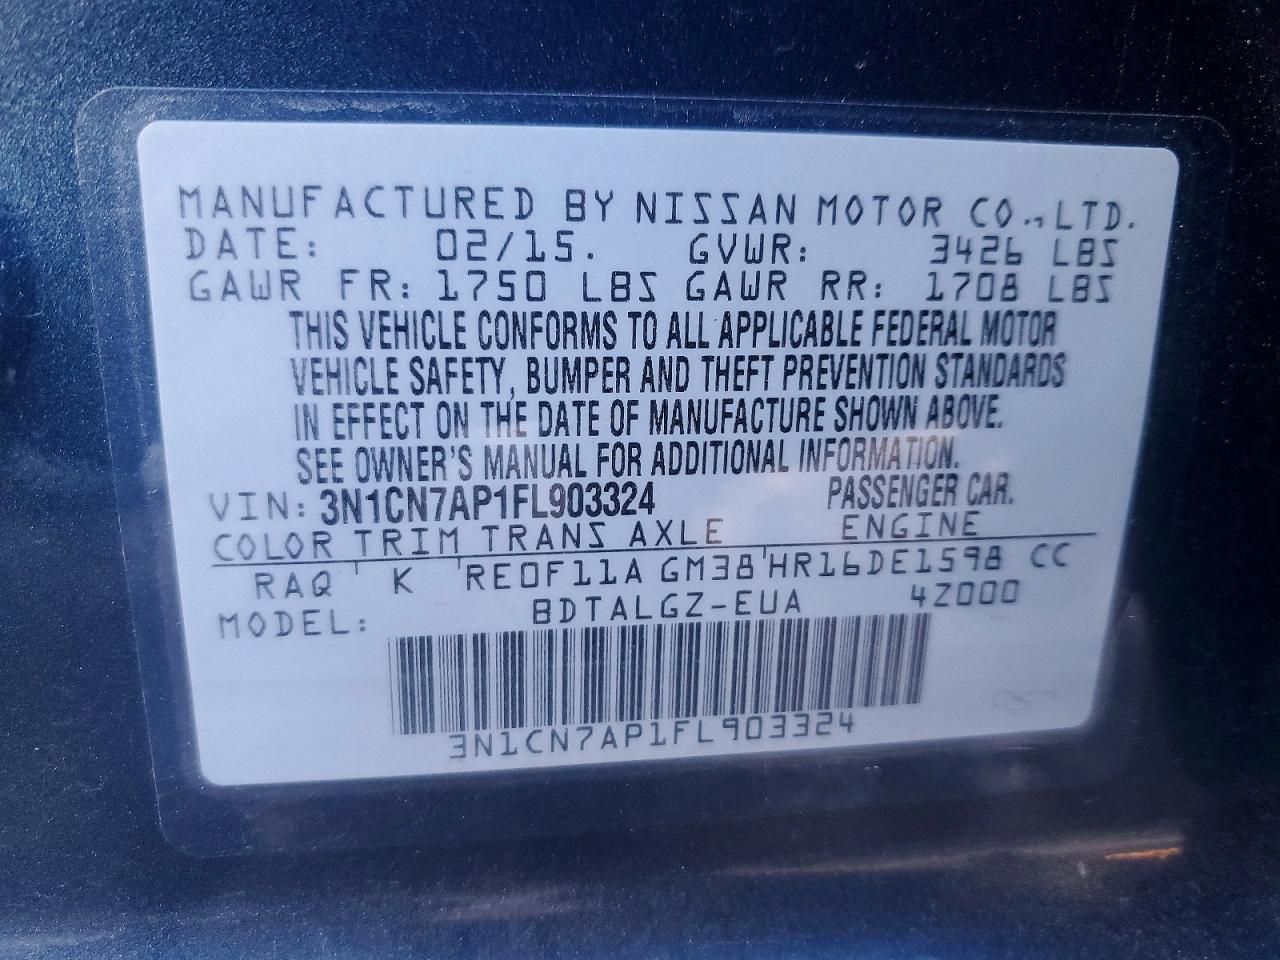 MANUFACTURED BY NISSAN MOTOR CO., LTD.
DATE: 02/15. GVWR: 3426 LBS
GAWR FR: 1750 LBS GAWR RR: 1708 LBS
THIS VEHICLE CONFORMS TO ALL APPLICABLE FEDERAL MOTOR
VEHICLE SAFETY, BUMPER AND THEFT PREVENTION STANDARDS
IN EFFECT ON THE DATE OF MANUFACTURE SHOWN ABOVE.
SEE OWNER'S MANUAL FOR ADDITIONAL INFORMATION.
VIN: 3N1CN7AP1FL903324 PASSENGER CAR.
COLOR TRIM TRANS AXLE ENGINE
RAQ K RE0F11A GM38 HR16DE1598 CC
MODEL: BDTALGZ-EUA 4Z000
3N1CN7AP1FL903324